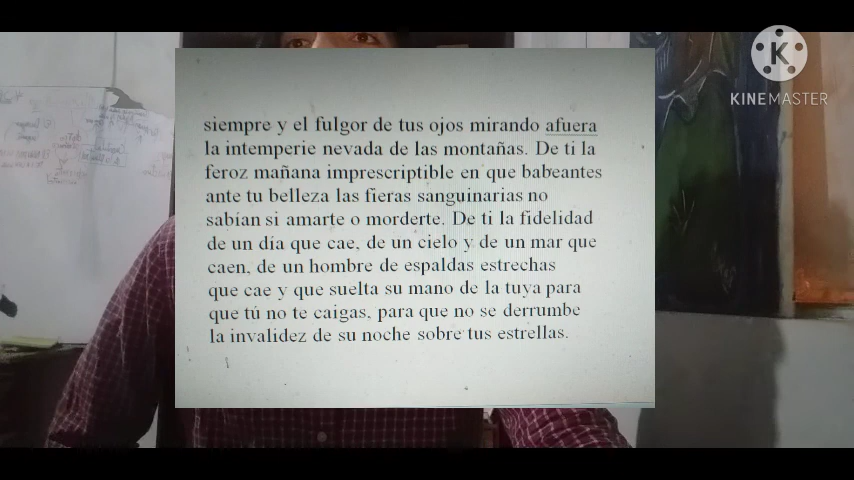 siempre y el fulgor de tus ojos mirando afuera
la intemperie nevada de las montañas. De ti la
feroz mañana imprescriptible en que babeantes
ante tu belleza las fieras sanguinarias no
sabían si amarte o morderte. De ti la fidelidad
de un día que cae, de un cielo y de un mar que
caen, de un hombre de espaldas estrechas
que cae y que suelta su mano de la tuya para
que tú no te caigas, para que no se derrumbe
la invalidez de su noche sobre tus estrellas.
K
KINEMASTER